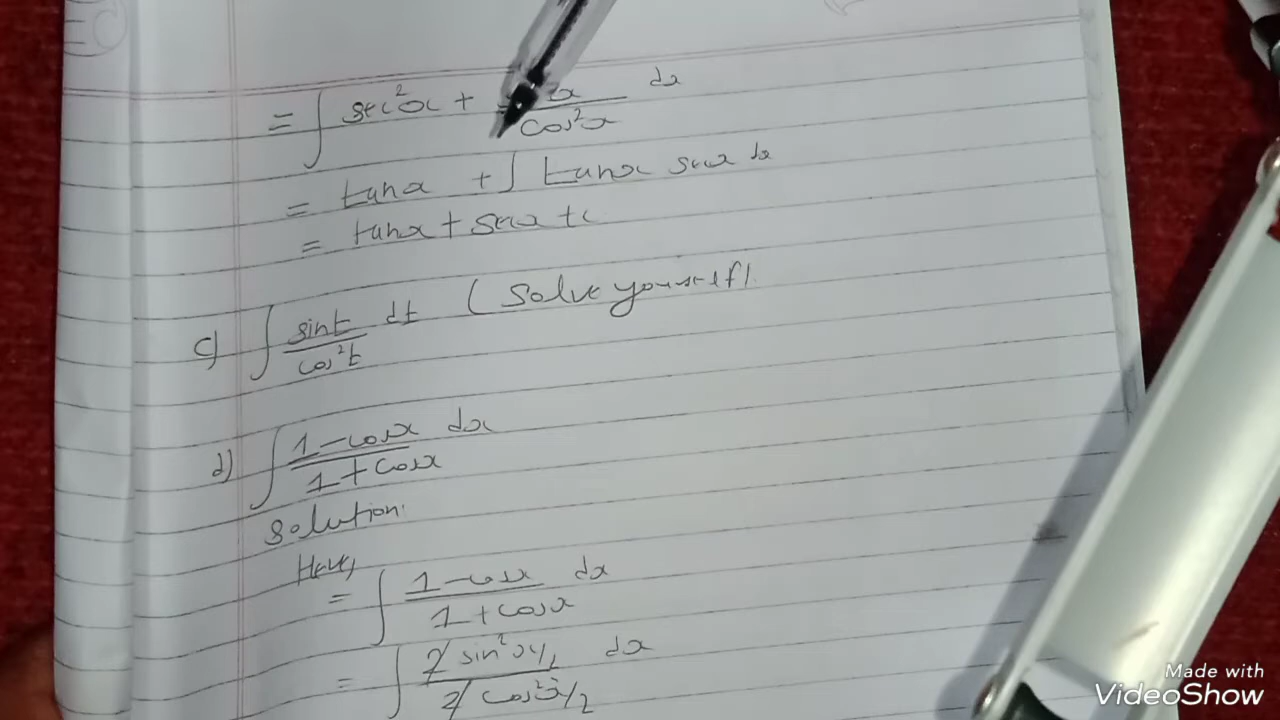 = ∫ sec²x + x/cos²x dx
= tanx + ∫ tanx secx dx
= tanx + secx + c
c) ∫ sint/cos²t dt ( Solve yourself)
d) ∫ 1-cosx/1+cosx dx
Solution:
Here,
= ∫ 1-cosx/1+cosx dx
= ∫ 2 sin²x/2 / 2 cos²x/2 dx
Made with
VideoShow